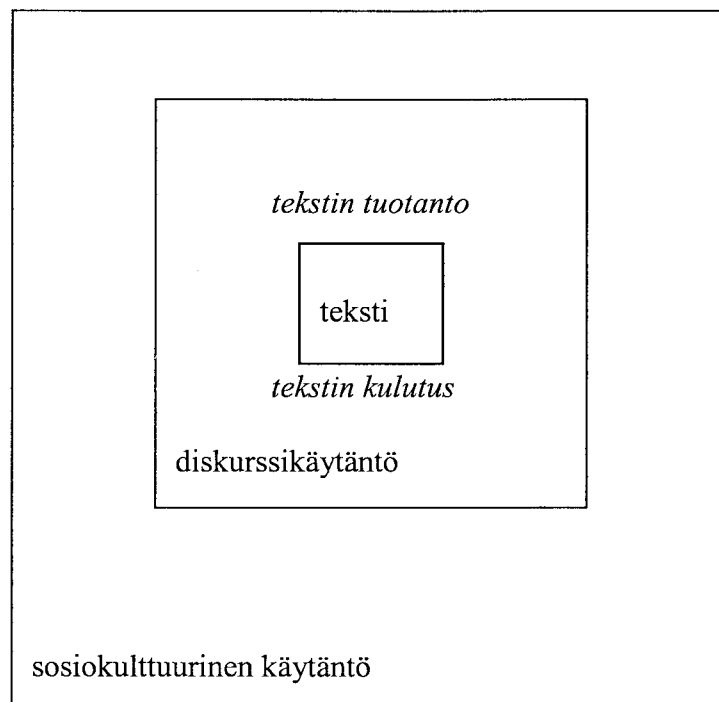 tekstin tuotanto
teksti
tekstin kulutus
diskurssikäytäntö
sosiokulttuurinen käytäntö